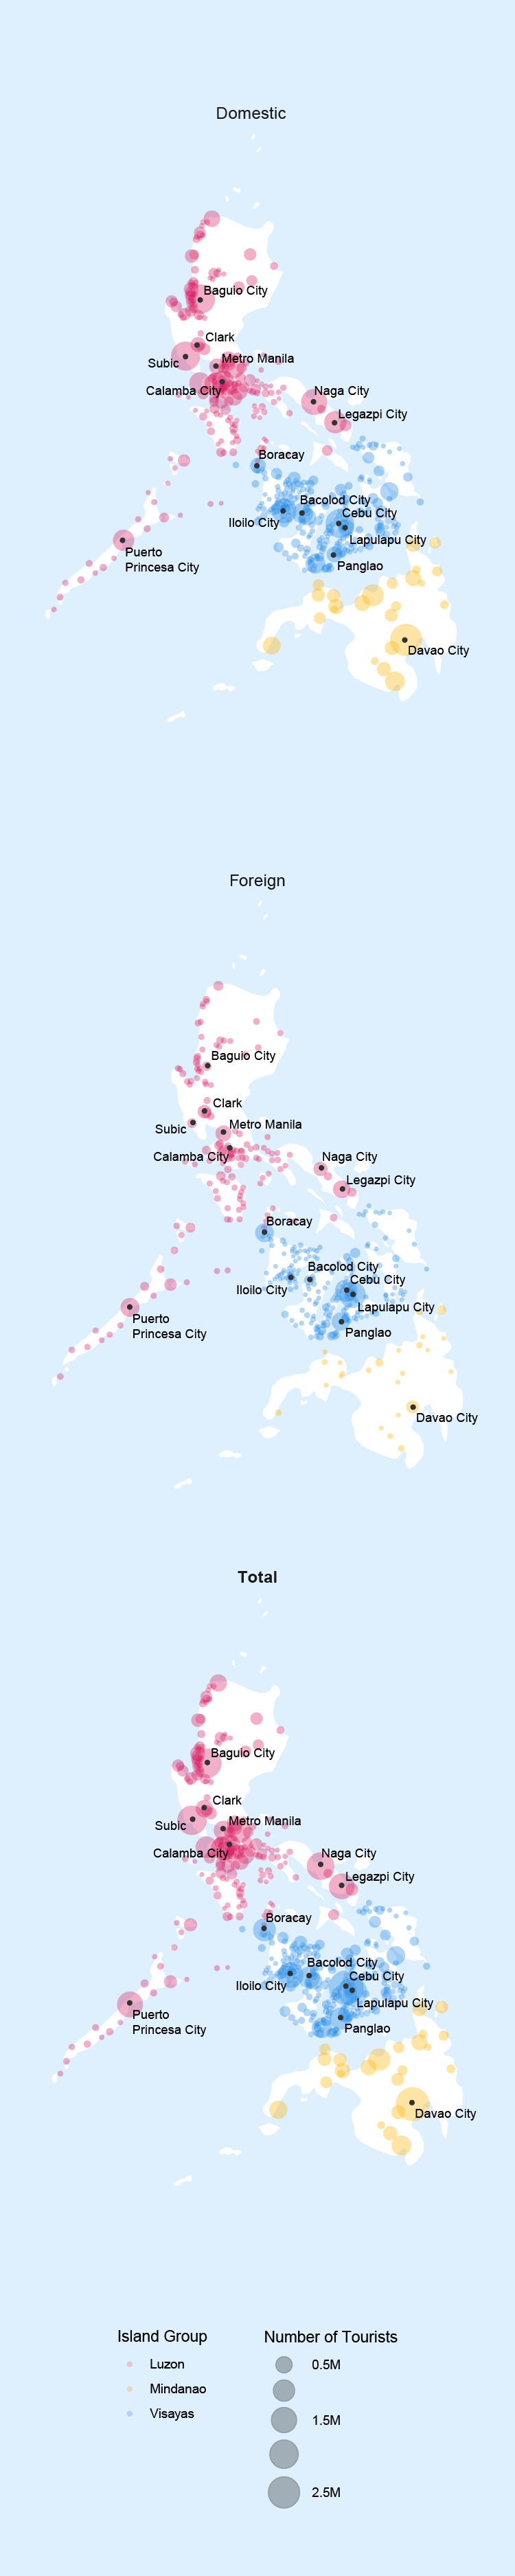 Domestic
Baguio City
Clark
Subic
Metro Manila
Calamba City
Naga City
Legazpi City
Boracay
Bacolod City
Iloilo City
Cebu City
Lapulapu City
Panglao
Puerto
Princesa City
Davao City
Foreign
Baguio City
Clark
Subic
Metro Manila
Calamba City
Naga City
Legazpi City
Boracay
Bacolod City
Iloilo City
Cebu City
Lapulapu City
Panglao
Puerto
Princesa City
Davao City
Total
Baguio City
Clark
Subic
Metro Manila
Calamba City
Naga City
Legazpi City
Boracay
Bacolod City
Iloilo City
Cebu City
Lapulapu City
Panglao
Puerto
Princesa City
Davao City
Island Group
Luzon
Mindanao
Visayas
Number of Tourists
0.5M
1.5M
2.5M